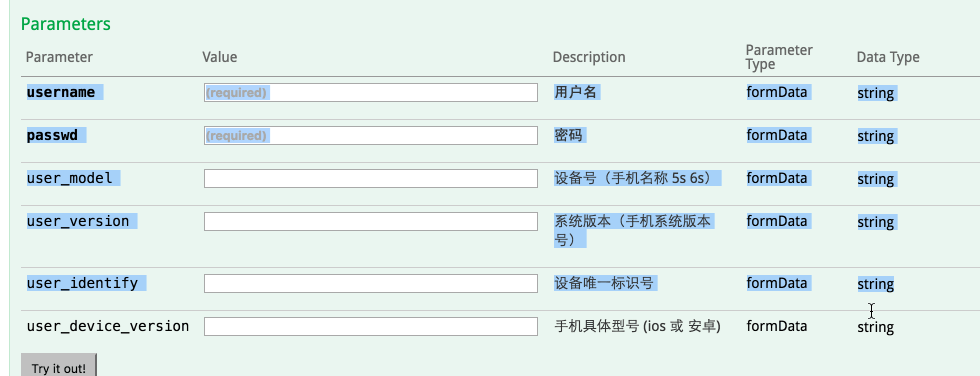 Parameters
Parameter Value Description Parameter Type Data Type
username (required) 用户名 formData string
passwd (required) 密码 formData string
user_model 设备号（手机名称 5s 6s） formData string
user_version 系统版本（手机系统版本 formData string
号）
user_identify 设备唯一标识号 formData string
user_device_version 手机具体型号 (ios 或 安卓) formData string
Try it out!